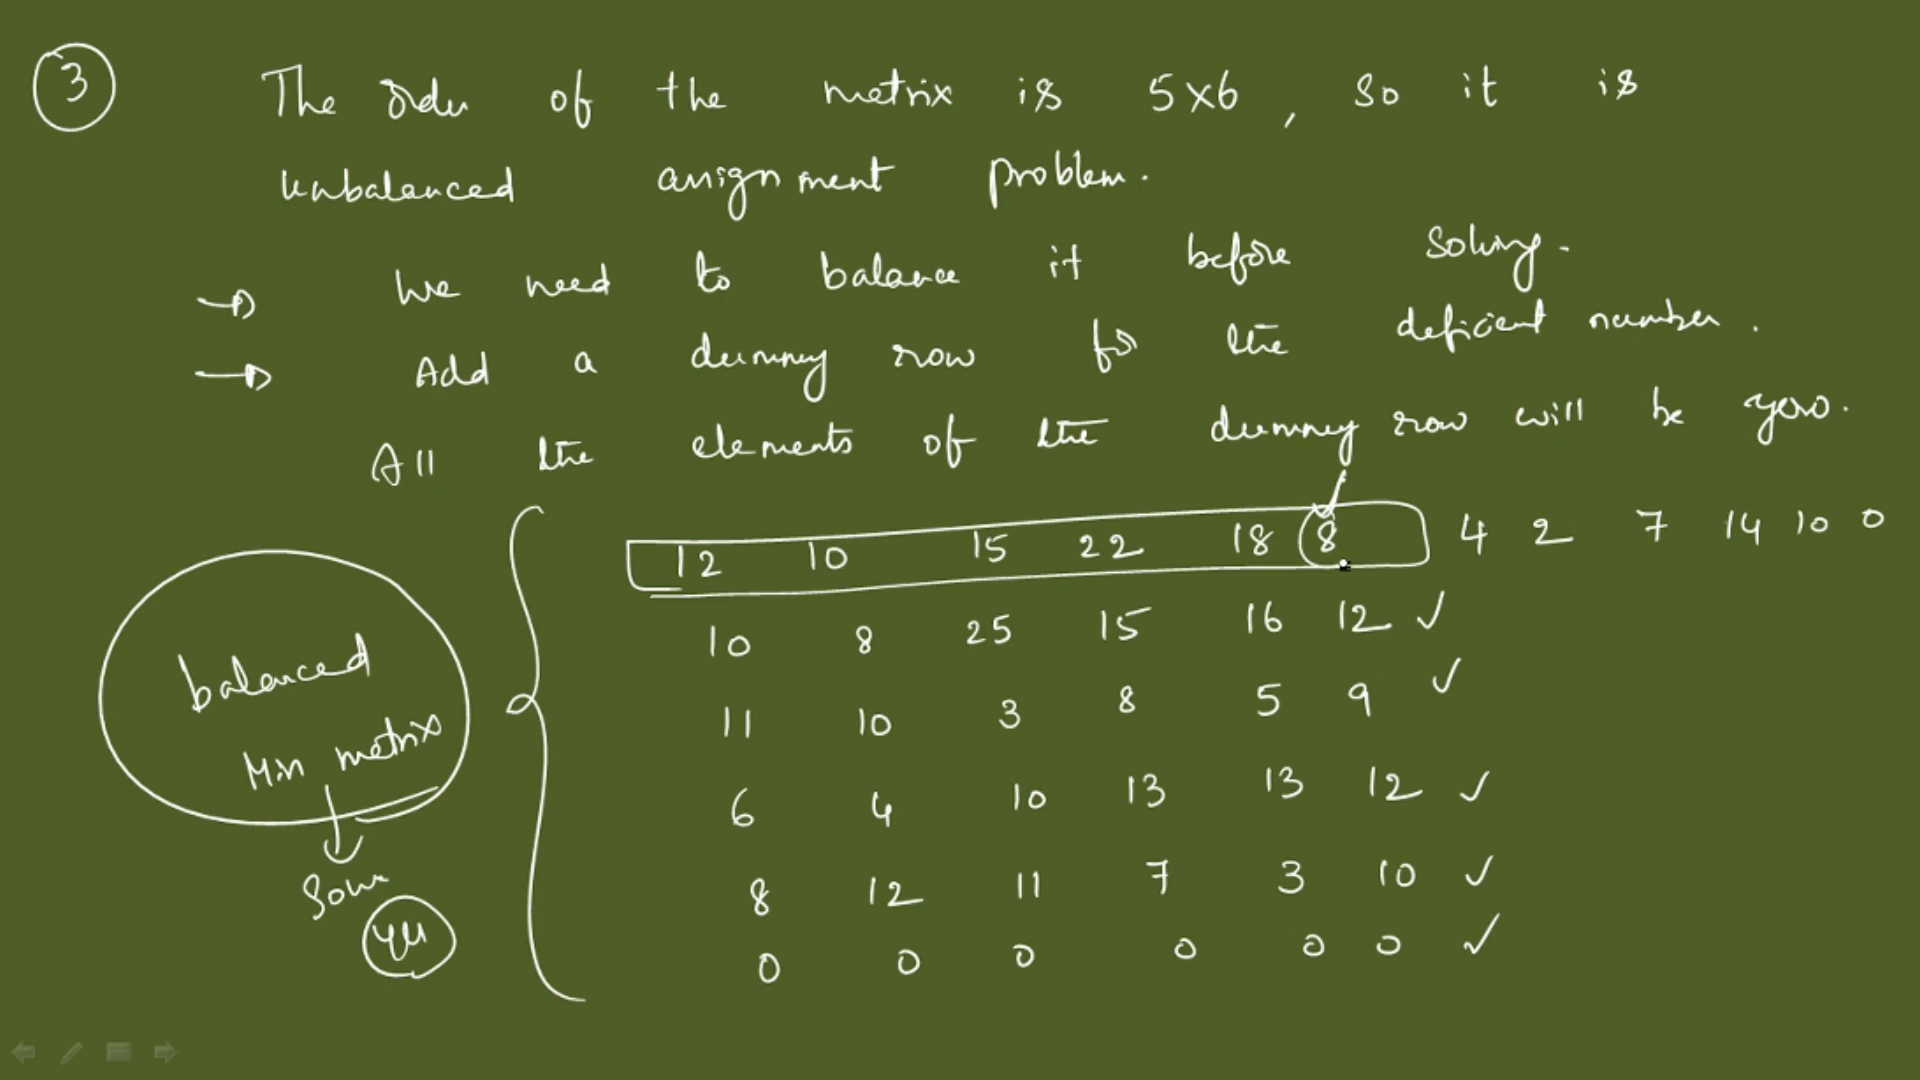 3
The order of the matrix is 5x6, so it is
unbalanced assignment problem.
We need to balance it before solving.
Add a dummy row for the deficient number.
All the elements of the dummy row will be zero.
12 10 15 22 18 8 4 2 7 14 10 0
10 8 25 15 16 12 ✓
11 10 3 8 5 9 ✓
6 4 10 13 13 12 ✓
8 12 11 7 3 10 ✓
0 0 0 0 0 0 ✓
balanced
Min matrix